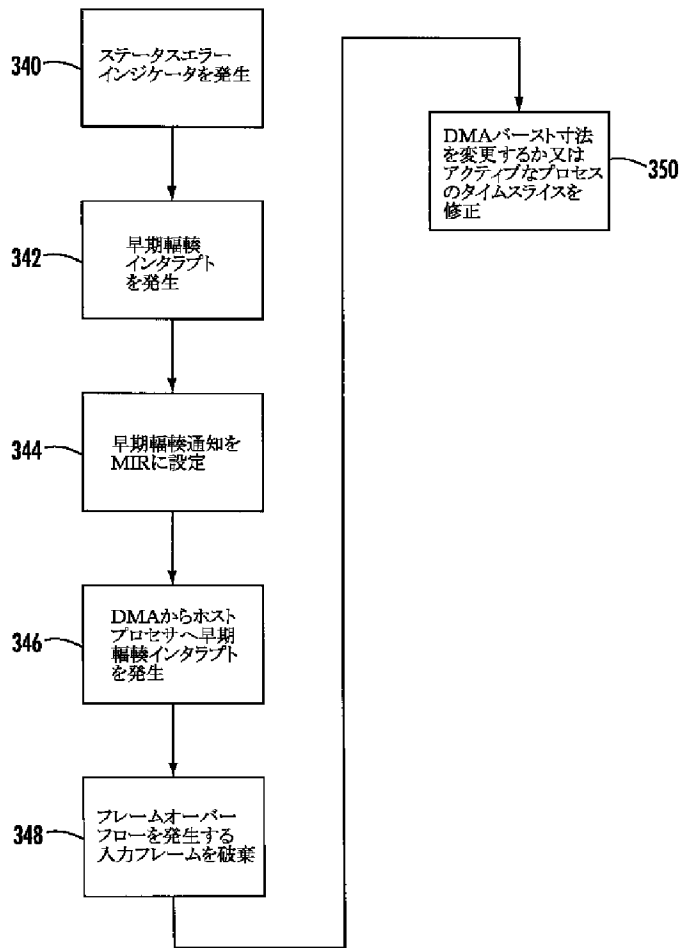 340
ステータスエラー
インジケータを発生
342
早期輻輳
インタラプト
を発生
344
早期輻輳通知を
MIRに設定
346
DMAからホスト
プロセサへ早期
輻輳インタラプト
を発生
348
フレームオーバー
フローを発生する
入力フレームを破棄
DMAバースト寸法
を変更するか又は
アクティブなプロセス
のタイムスライスを
修正
350